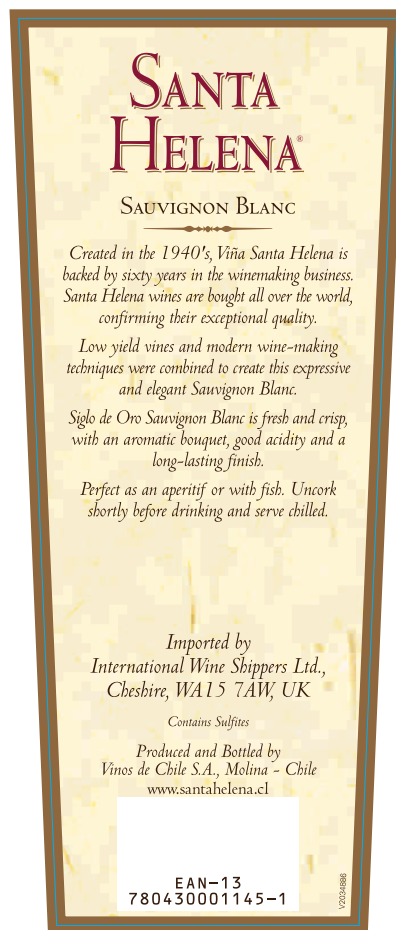 SANTA
HELENA®
SAUVIGNON BLANC
Created in the 1940's, Viña Santa Helena is
backed by sixty years in the winemaking business.
Santa Helena wines are bought all over the world,
confirming their exceptional quality.
Low yield vines and modern wine-making
techniques were combined to create this expressive
and elegant Sauvignon Blanc.
Siglo de Oro Sauvignon Blanc is fresh and crisp,
with an aromatic bouquet, good acidity and a
long-lasting finish.
Perfect as an aperitif or with fish. Uncork
shortly before drinking and serve chilled.
Imported by
International Wine Shippers Ltd.,
Cheshire, WA15 7AW, UK
Contains Sulfites
Produced and Bottled by
Vinos de Chile S.A., Molina - Chile
www.santahelena.cl
EAN-13
780430001145-1
V2034886